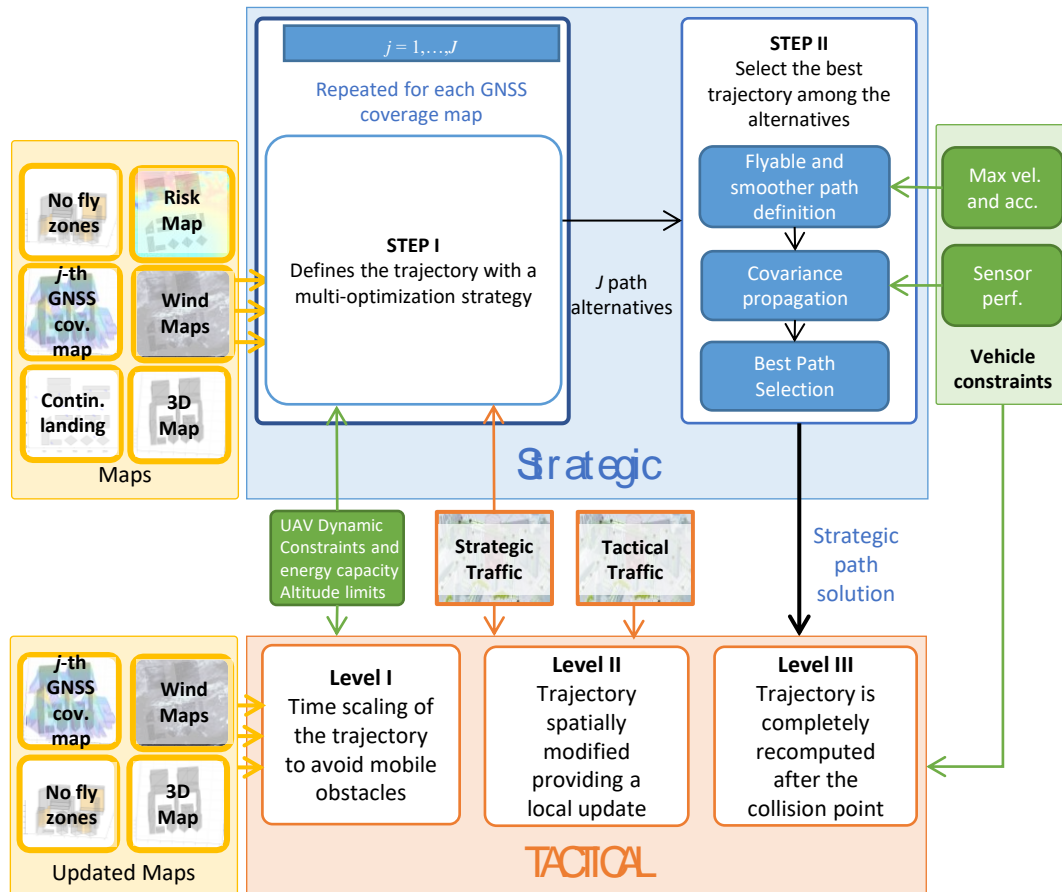 j = 1,…,J
Repeated for each GNSS
coverage map
STEP I
Defines the trajectory with a
multi-optimization strategy
J path
alternatives
STEP II
Select the best
trajectory among the
alternatives
Flyable and
smoother path
definition
Covariance
propagation
Best Path
Selection
Max vel.
and acc.
Sensor
perf.
Vehicle
constraints
No fly
zones
Risk
Map
j-th
GNSS
cov.
map
Wind
Maps
Contin.
landing
3D
Map
Maps
Strategic
UAV Dynamic
Constraints and
energy capacity
Altitude limits
Strategic
Traffic
Tactical
Traffic
Strategic
path
solution
j-th
GNSS
cov.
map
Wind
Maps
No fly
zones
3D
Map
Updated Maps
Level I
Time scaling of
the trajectory
to avoid mobile
obstacles
Level II
Trajectory
spatially
modified
providing a
local update
Level III
Trajectory is
completely
recomputed
after the
collision point
TACTICAL